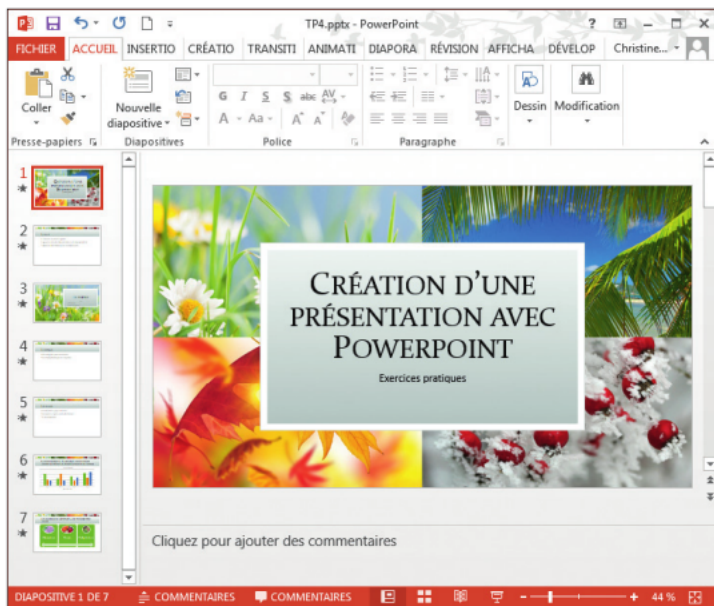 TP4.pptx - PowerPoint
FICHIER ACCUEIL INSERTIO CRÉATIO TRANSITI ANIMATI DIAPORA RÉVISION AFFICHA DÉVELOP Christine...
Coller
Nouvelle diapositive
G I S S abc AV
A Aa A A
Dessin
Modification
Presse-papiers Diapositives Police Paragraphe
1
2
3
4
5
6
7
CRÉATION D'UNE
PRÉSENTATION AVEC
POWERPOINT
Exercices pratiques
Cliquez pour ajouter des commentaires
DIAPOSITIVE 1 DE 7 COMMENTAIRES COMMENTAIRES 44 %